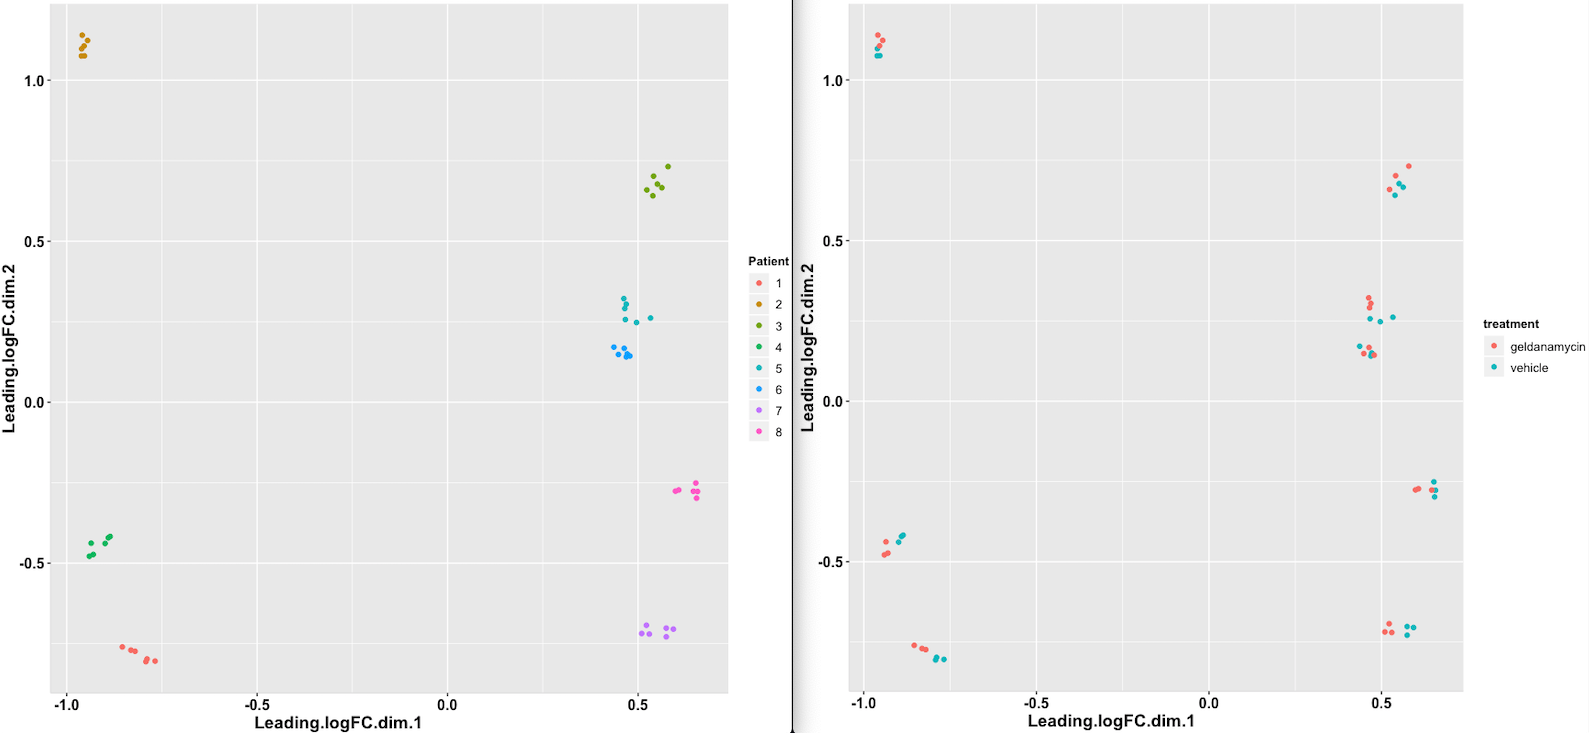 1.0
0.5
0.0
-0.5
Leading.logFC.dim.2
-1.0 -0.5 0.0 0.5
Leading.logFC.dim.1
Patient
1
2
3
4
5
6
7
8
1.0
0.5
0.0
-0.5
Leading.logFC.dim.2
-1.0 -0.5 0.0 0.5
Leading.logFC.dim.1
treatment
geldanamycin
vehicle